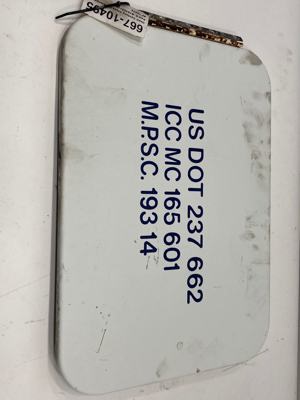 667-10495
US DOT 237 662
ICC MC 165 601
M.P.S.C. 193 14